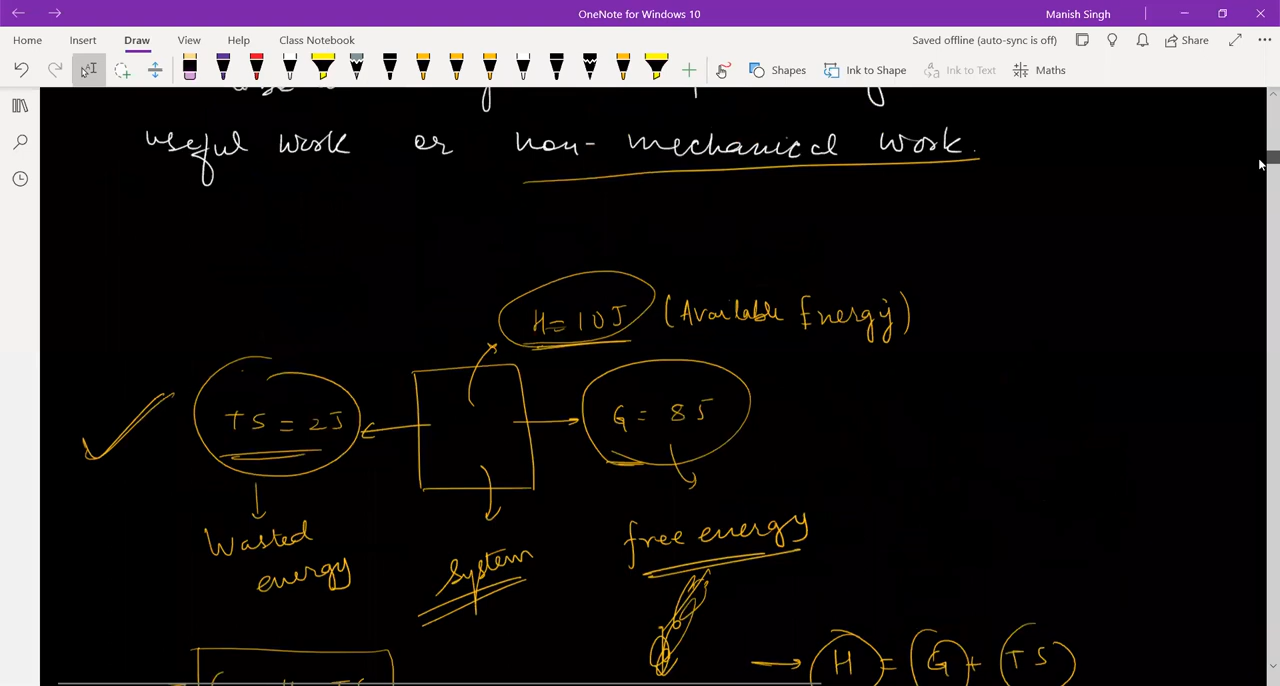 OneNote for Windows 10
Manish Singh
Home Insert Draw View Help Class Notebook
Saved offline (auto-sync is off) Share
Shapes Ink to Shape Ink to Text Maths
useful work or non-mechanical work.
H = 10J (Available Energy)
TS = 2J
G = 8J
Wasted
energy
system
free energy
→ H = G + TS